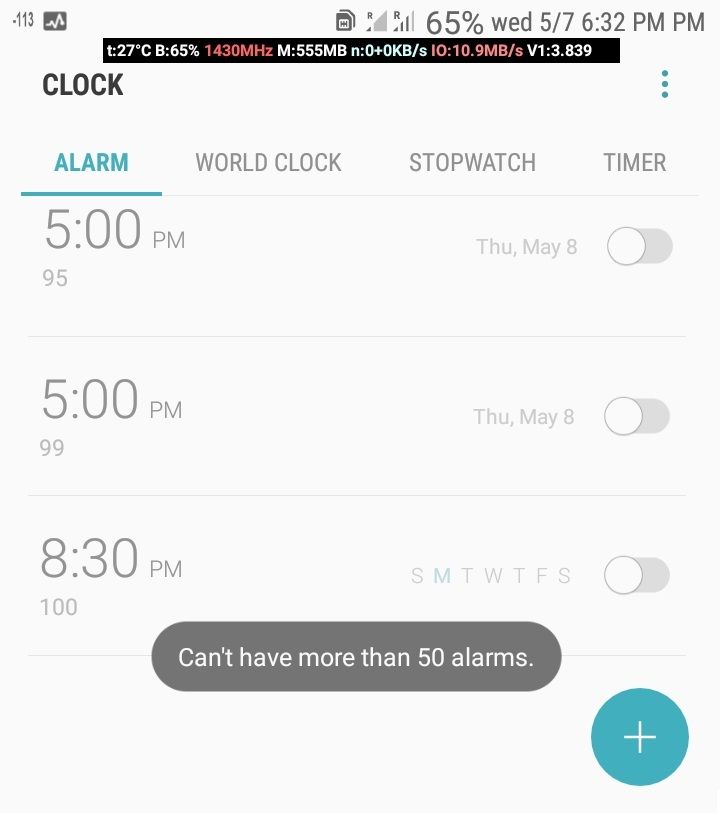 -113 R R 65% wed 5/7 6:32 PM PM
t:27°C B:65% 1430MHz M:555MB n:0+0KB/s IO:10.9MB/s V1:3.839
CLOCK
ALARM WORLD CLOCK STOPWATCH TIMER
5:00 PM Thu, May 8
95
5:00 PM Thu, May 8
99
8:30 PM S M T W T F S
100
Can't have more than 50 alarms.